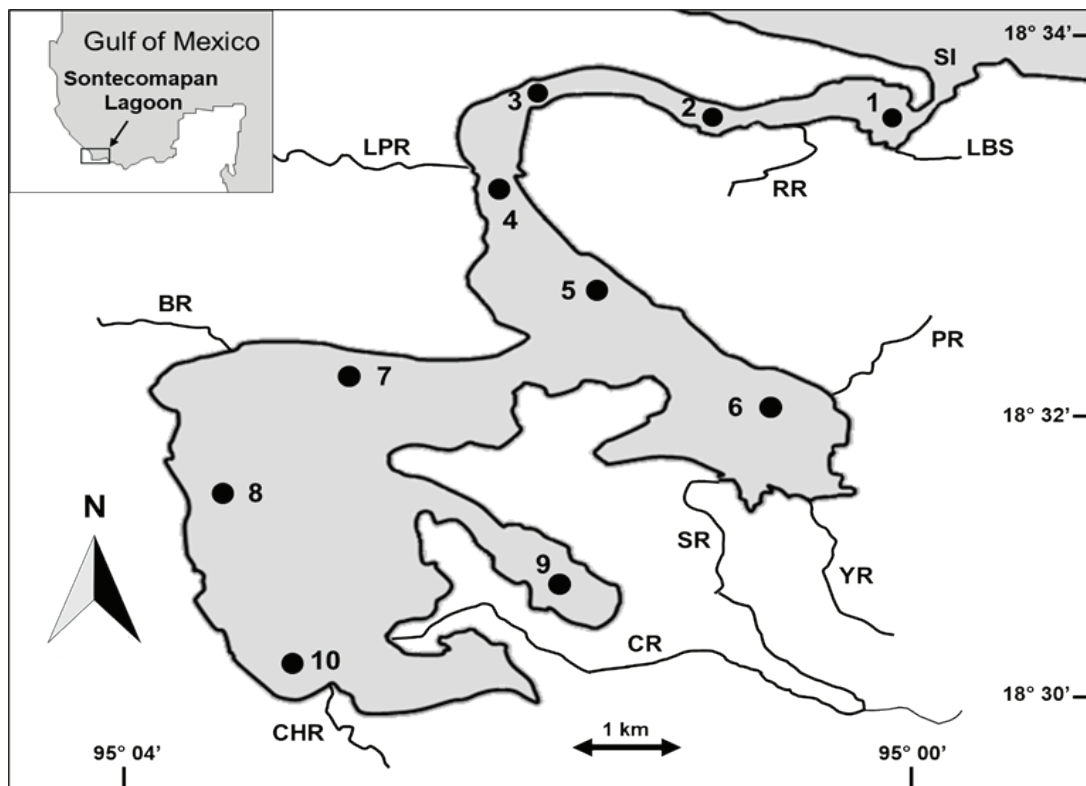 Gulf of Mexico
Sontecomapan
Lagoon
18° 34’
SI
3
2
1
LPR
LBS
RR
4
5
BR
PR
7
6
18° 32’
8
N
SR
9
YR
CR
10
18° 30’
CHR
1 km
95° 04’
95° 00’